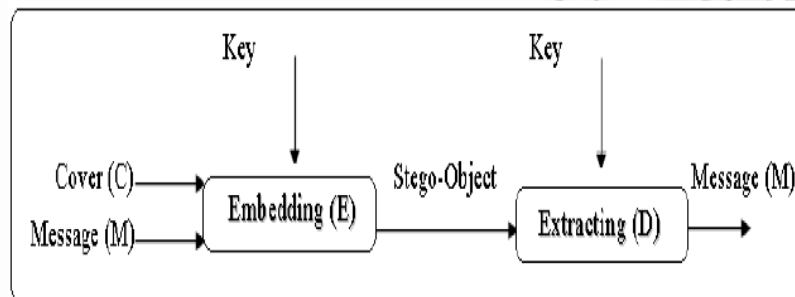 Key Key
Cover (C)
Stego-Object
Message (M)
Message (M)
Embedding (E)
Extracting (D)